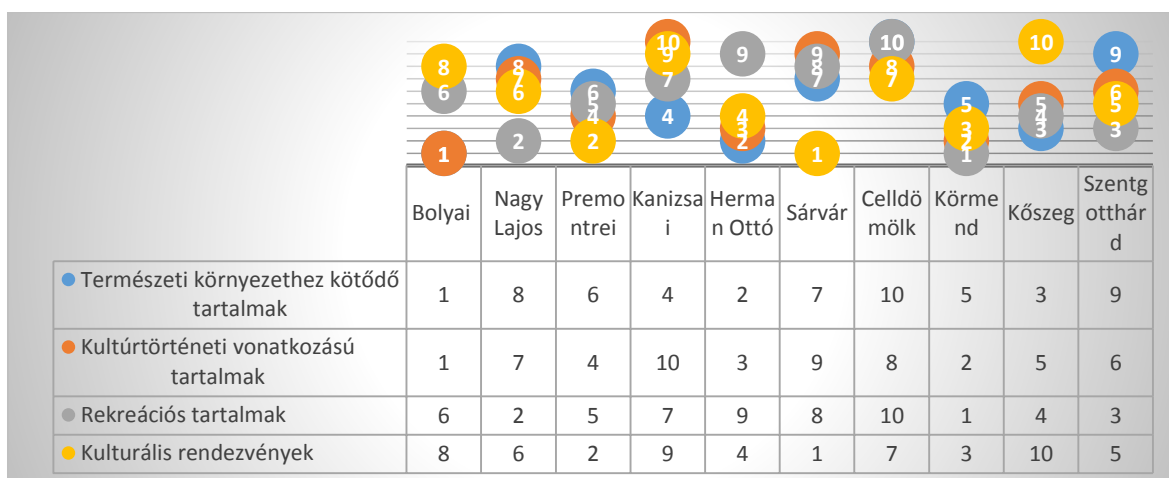 10
8 8 9 9 9 10 10 9
7 8 8
6 6 6 7 7 7 6
5 5 5 5
4 4 4 3 4
2 2 3 2 3 3
1 2 1 1
Bolyai Nagy Lajos Premo ntrei Kanizsa i Herma n Ottó Sárvár Celldö mölk Körme nd Kőszeg Szentg otthár d
Természeti környezethez kötődő
tartalmak 1 8 6 4 2 7 10 5 3 9
Kultúrtörténeti vonatkozású
tartalmak 1 7 4 10 3 9 8 2 5 6
Rekreációs tartalmak 6 2 5 7 9 8 10 1 4 3
Kulturális rendezvények 8 6 2 9 4 1 7 3 10 5